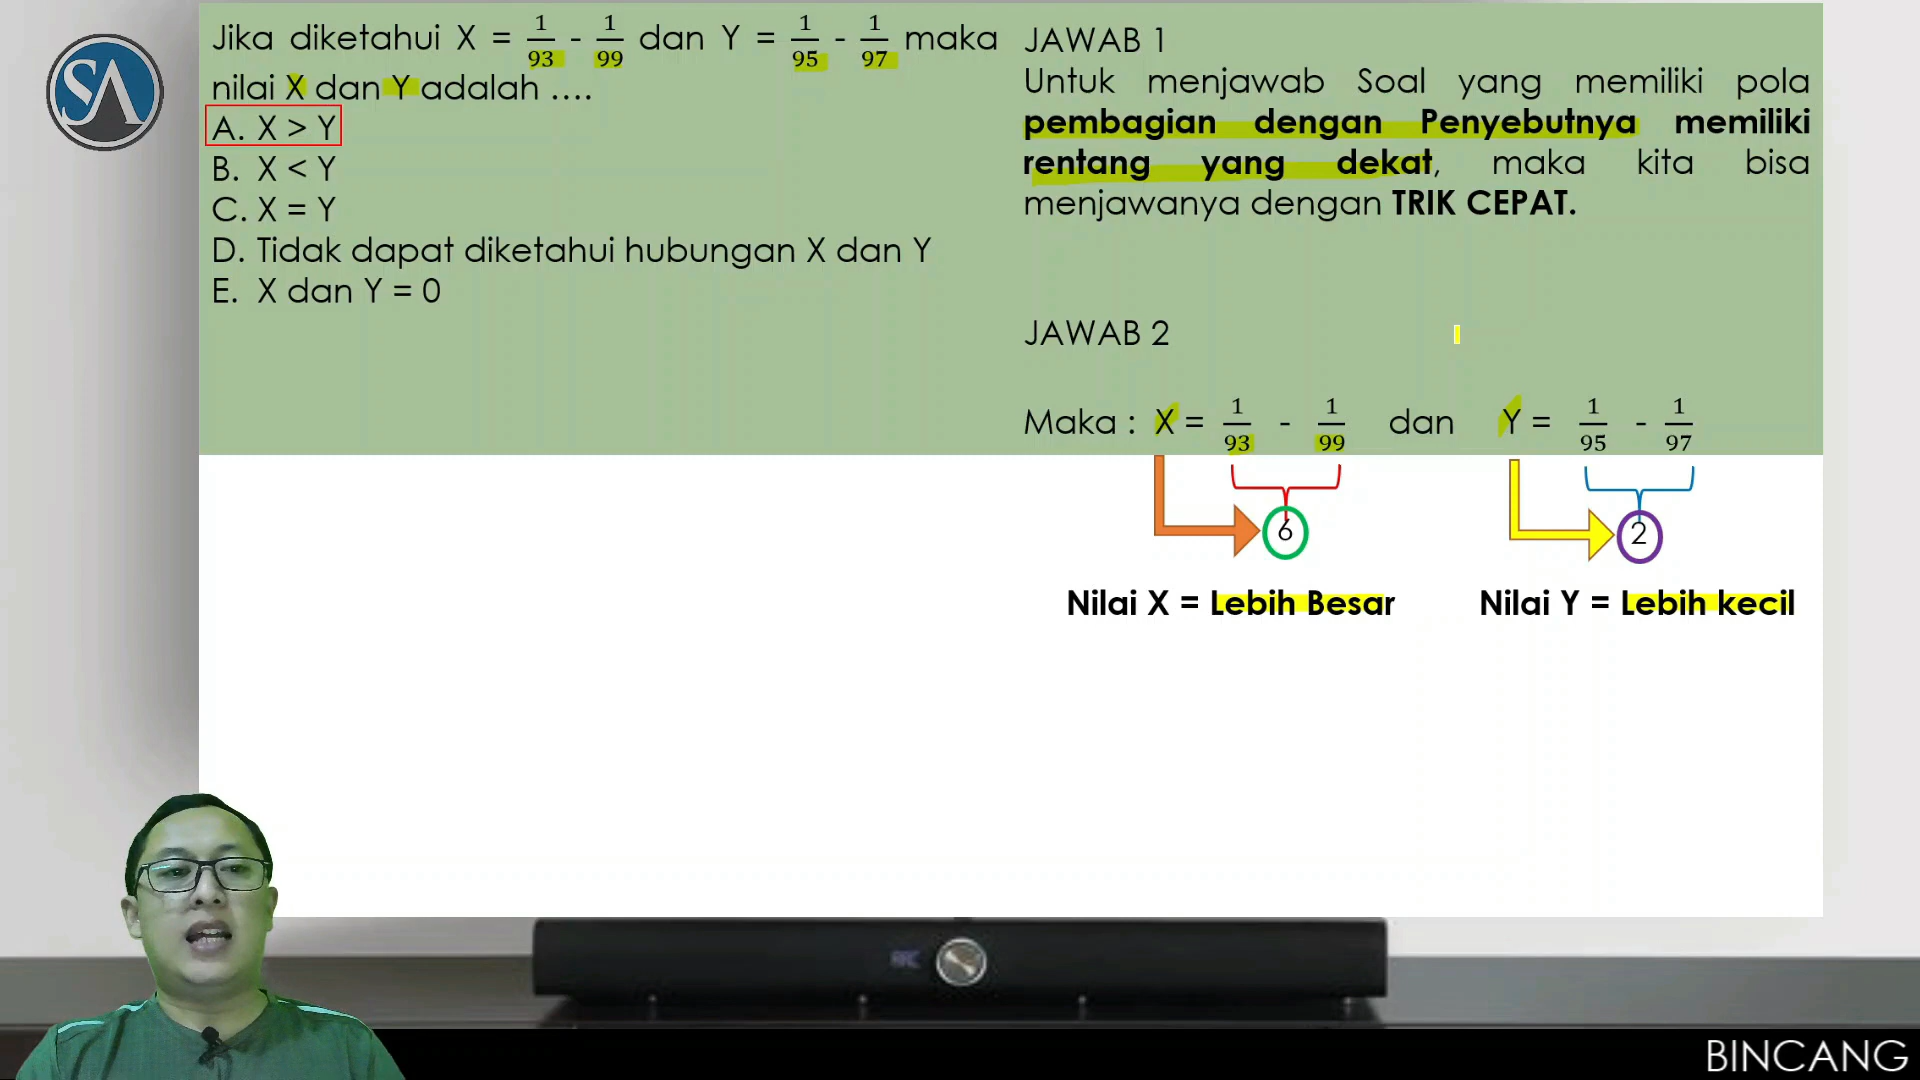 SA
Jika diketahui X = 1/93 - 1/99 dan Y = 1/95 - 1/97 maka
nilai X dan Y adalah ....
A. X > Y
B. X < Y
C. X = Y
D. Tidak dapat diketahui hubungan X dan Y
E. X dan Y = 0
JAWAB 1
Untuk menjawab Soal yang memiliki pola
pembagian dengan Penyebutnya memiliki
rentang yang dekat, maka kita bisa
menjawanya dengan TRIK CEPAT.
JAWAB 2
Maka : X = 1/93 - 1/99 dan Y = 1/95 - 1/97
6 2
Nilai X = Lebih Besar Nilai Y = Lebih kecil
BINCANG